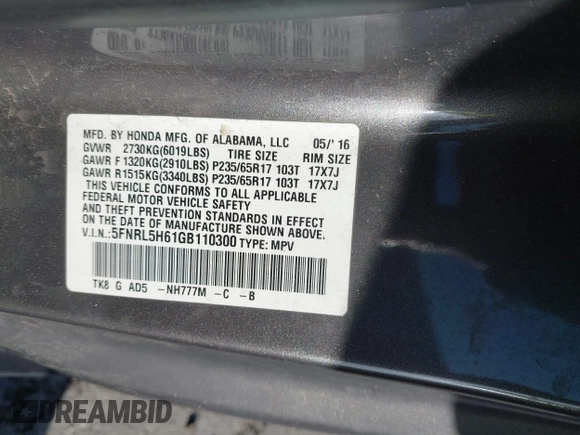 MFD. BY HONDA MFG. OF ALABAMA, LLC 05/' 16
GVWR 2730KG(6019LBS) TIRE SIZE RIM SIZE
GAWR F 1320KG(2910LBS) P235/65R17 103T 17X7J
GAWR R1515KG(3340LBS) P235/65R17 103T 17X7J
THIS VEHICLE CONFORMS TO ALL APPLICABLE
FEDERAL MOTOR VEHICLE SAFETY
AND THEFT PREVENTION STANDARDS IN EFFECT
ON THE DATE OF MANUFACTURE SHOWN ABOVE.
V.I.N.:5FNRL5H61GB110300 TYPE: MPV
TK8 G AD5 -NH777M -C -B
DREAMBID